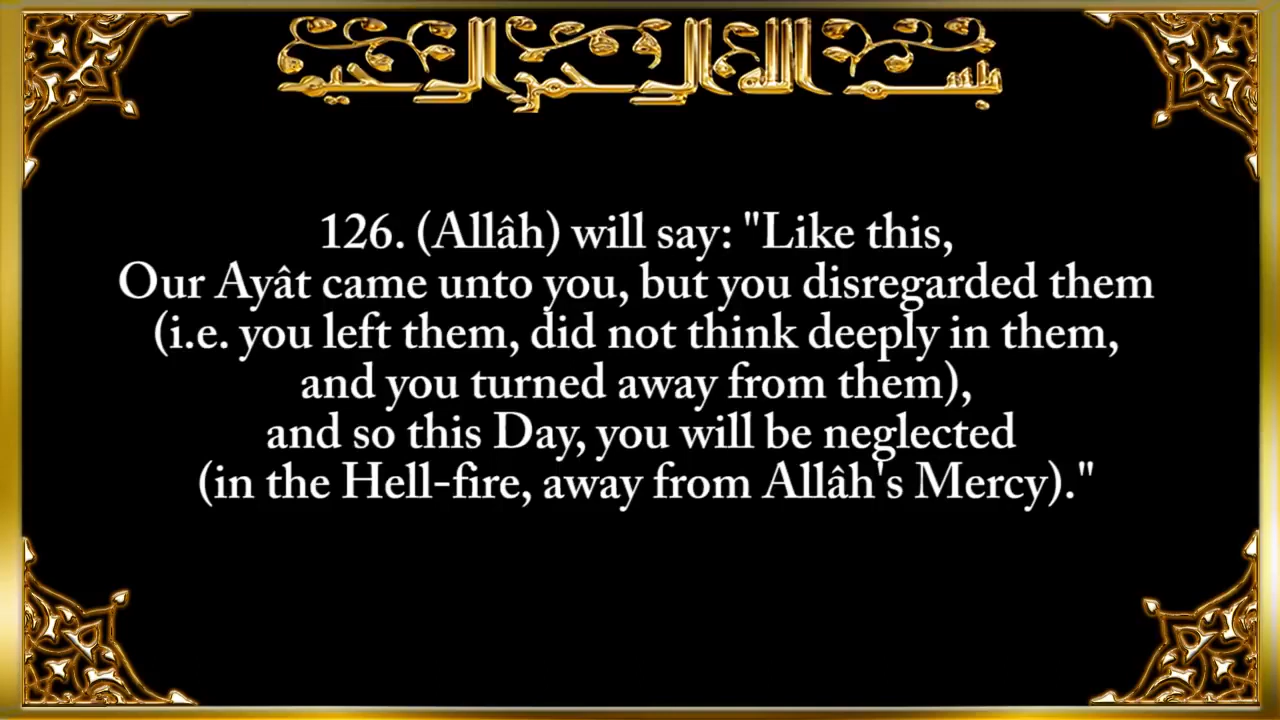 بسم الله الرحمن الرحيم
126. (Allâh) will say: "Like this,
Our Ayât came unto you, but you disregarded them
(i.e. you left them, did not think deeply in them,
and you turned away from them),
and so this Day, you will be neglected
(in the Hell-fire, away from Allâh's Mercy)."